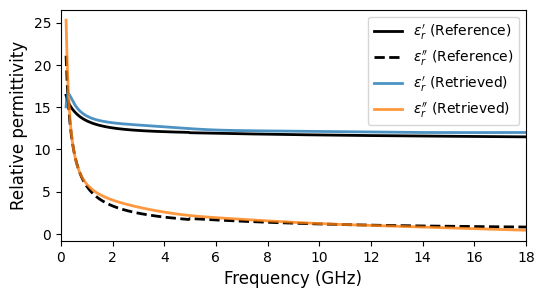 Relative permittivity
25
20
15
10
5
0
ε′r (Reference)
ε″r (Reference)
ε′r (Retrieved)
ε″r (Retrieved)
0 2 4 6 8 10 12 14 16 18
Frequency (GHz)